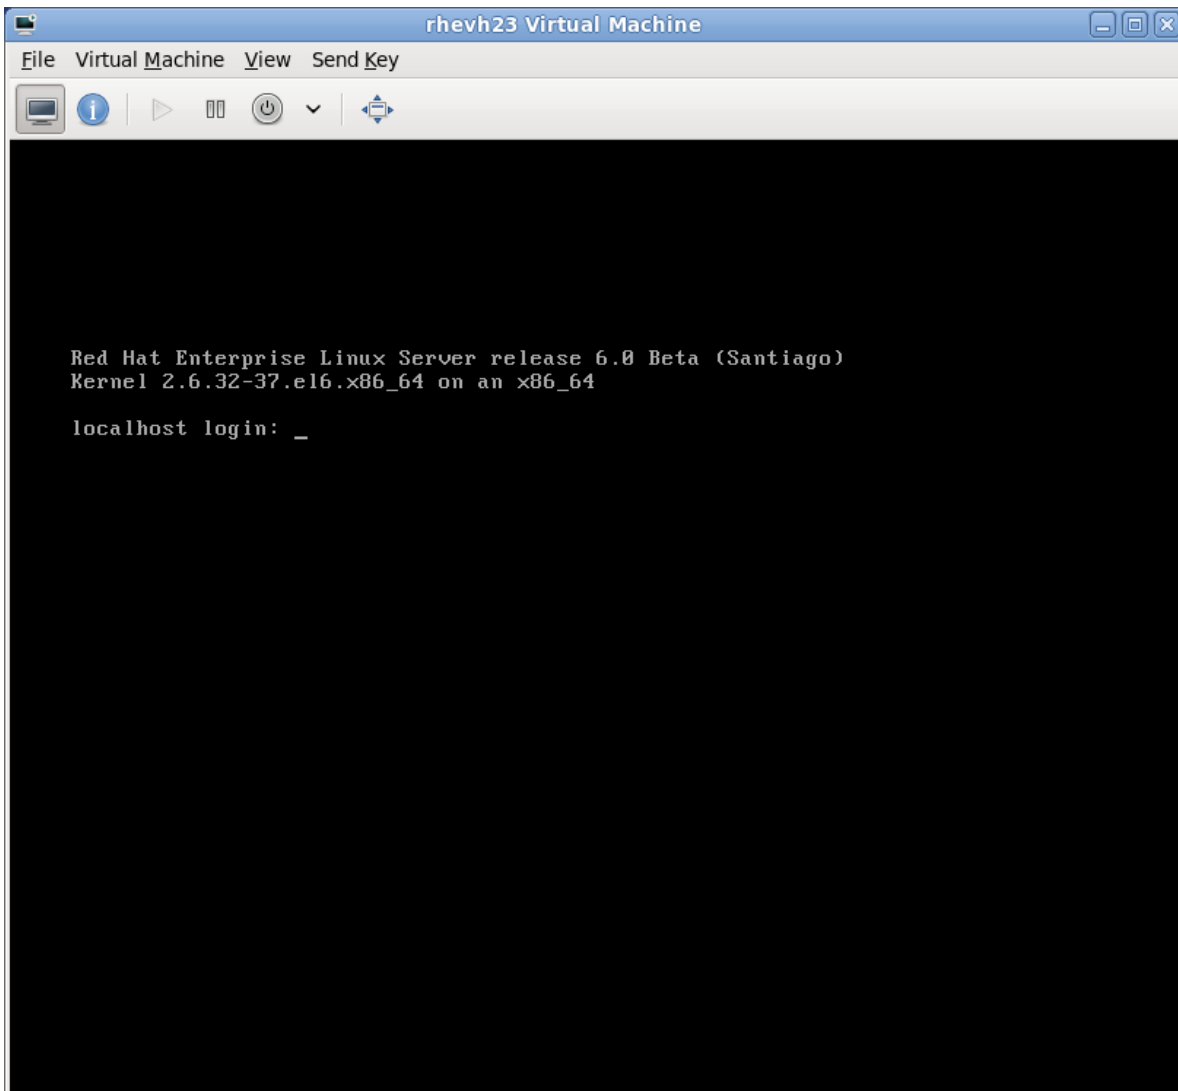 rhevh23 Virtual Machine
File Virtual Machine View Send Key
Red Hat Enterprise Linux Server release 6.0 Beta (Santiago)
Kernel 2.6.32-37.el6.x86_64 on an x86_64
localhost login: _